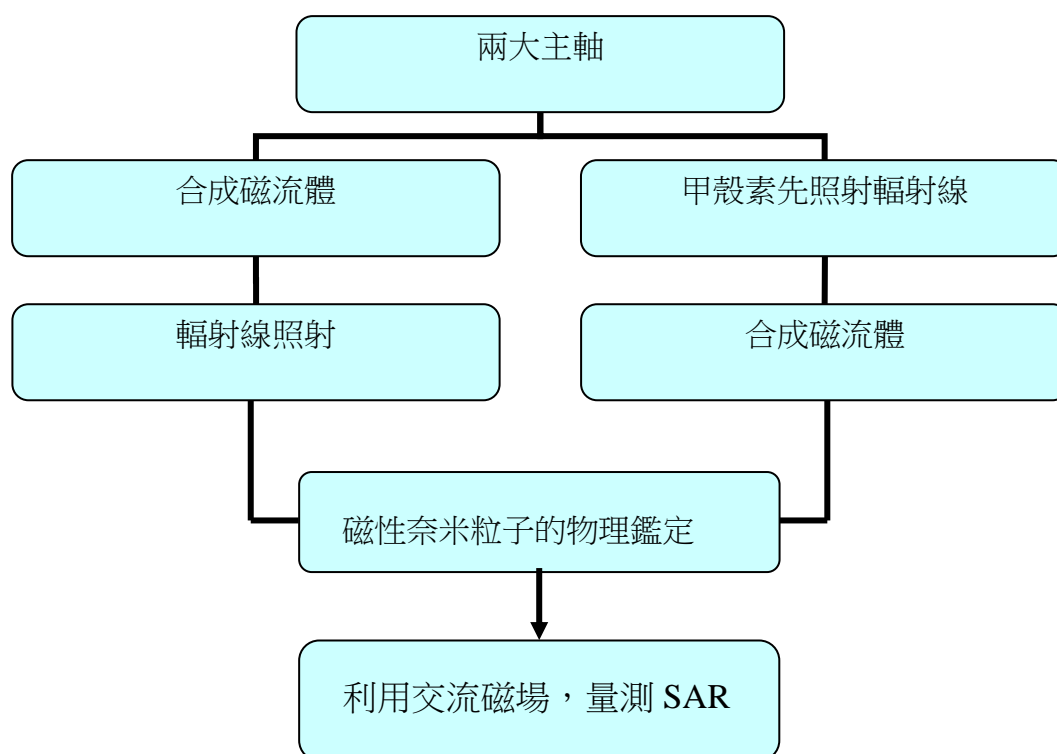 兩大主軸
合成磁流體
甲殼素先照射輻射線
輻射線照射
合成磁流體
磁性奈米粒子的物理鑑定
利用交流磁場，量測 SAR